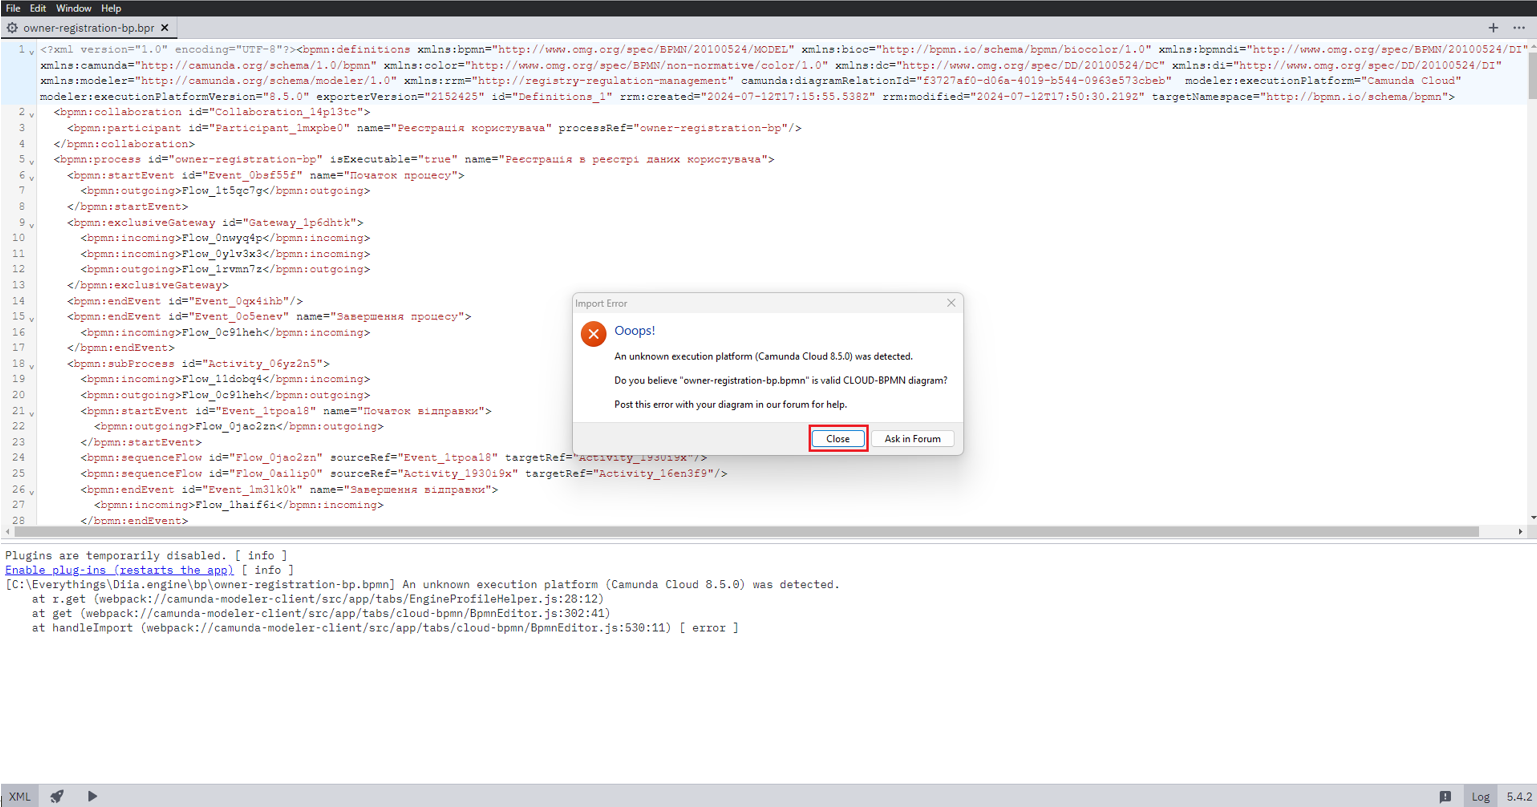 File Edit Window Help
owner-registration-bp.bpr
1 <?xml version="1.0" encoding="UTF-8"?><bpmn:definitions xmlns:bpmn="http://www.omg.org/spec/BPMN/20100524/MODEL" xmlns:bioc="http://bpmn.io/schema/bpmn/biocolor/1.0" xmlns:bpmndi="http://www.omg.org/spec/BPMN/20100524/DI"
xmlns:camunda="http://camunda.org/schema/1.0/bpmn" xmlns:color="http://www.omg.org/spec/BPMN/non-normative/color/1.0" xmlns:dc="http://www.omg.org/spec/DD/20100524/DC" xmlns:di="http://www.omg.org/spec/DD/20100524/DI"
xmlns:modeler="http://camunda.org/schema/modeler/1.0" xmlns:rrm="http://registry-regulation-management" camunda:diagramRelationId="f3727af0-d06a-4019-b544-0963e573cbeb" modeler:executionPlatform="Camunda Cloud"
modeler:executionPlatformVersion="8.5.0" exporterVersion="2152425" id="Definitions_1" rrm:created="2024-07-12T17:15:55.538Z" rrm:modified="2024-07-12T17:50:30.219Z" targetNamespace="http://bpmn.io/schema/bpmn">
2 <bpmn:collaboration id="Collaboration_14pl3tc">
3 <bpmn:participant id="Participant_1mxpbe0" name="Реєстрація користувача" processRef="owner-registration-bp"/>
4 </bpmn:collaboration>
5 <bpmn:process id="owner-registration-bp" isExecutable="true" name="Реєстрація в реєстрі даних користувача">
6 <bpmn:startEvent id="Event_0bsf55f" name="Початок процесу">
7 <bpmn:outgoing>Flow_1t5qc7g</bpmn:outgoing>
8 </bpmn:startEvent>
9 <bpmn:exclusiveGateway id="Gateway_1p6dhtk">
10 <bpmn:incoming>Flow_0nwyq4p</bpmn:incoming>
11 <bpmn:incoming>Flow_0ylv3x3</bpmn:incoming>
12 <bpmn:outgoing>Flow_1rvmn7z</bpmn:outgoing>
13 </bpmn:exclusiveGateway>
14 <bpmn:endEvent id="Event_0qx4ihb"/>
15 <bpmn:endEvent id="Event_0o5enev" name="Завершення процесу">
16 <bpmn:incoming>Flow_0c9lheh</bpmn:incoming>
17 </bpmn:endEvent>
18 <bpmn:subProcess id="Activity_06yz2n5">
19 <bpmn:incoming>Flow_11dobq4</bpmn:incoming>
20 <bpmn:outgoing>Flow_0c9lheh</bpmn:outgoing>
21 <bpmn:startEvent id="Event_1tpoal8" name="Початок відправки">
22 <bpmn:outgoing>Flow_0jao2zn</bpmn:outgoing>
23 </bpmn:startEvent>
24 <bpmn:sequenceFlow id="Flow_0jao2zn" sourceRef="Event_1tpoal8" targetRef="Activity_1930i9x"/>
25 <bpmn:sequenceFlow id="Flow_0ailip0" sourceRef="Activity_1930i9x" targetRef="Activity_16en3f9"/>
26 <bpmn:endEvent id="Event_1m3lk0k" name="Завершення відправки">
27 <bpmn:incoming>Flow_1haif6i</bpmn:incoming>
28 </bpmn:endEvent>
Import Error
Ooops!
An unknown execution platform (Camunda Cloud 8.5.0) was detected.
Do you believe "owner-registration-bp.bpmn" is valid CLOUD-BPMN diagram?
Post this error with your diagram in our forum for help.
Close Ask in Forum
Plugins are temporarily disabled. [ info ]
Enable plug-ins (restarts the app) [ info ]
[C:\Everythings\Diia.engine\bp\owner-registration-bp.bpmn] An unknown execution platform (Camunda Cloud 8.5.0) was detected.
at r.get (webpack://camunda-modeler-client/src/app/tabs/EngineProfileHelper.js:28:12)
at get (webpack://camunda-modeler-client/src/app/tabs/cloud-bpmn/BpmnEditor.js:302:41)
at handleImport (webpack://camunda-modeler-client/src/app/tabs/cloud-bpmn/BpmnEditor.js:530:11) [ error ]
XML Log 5.4.2